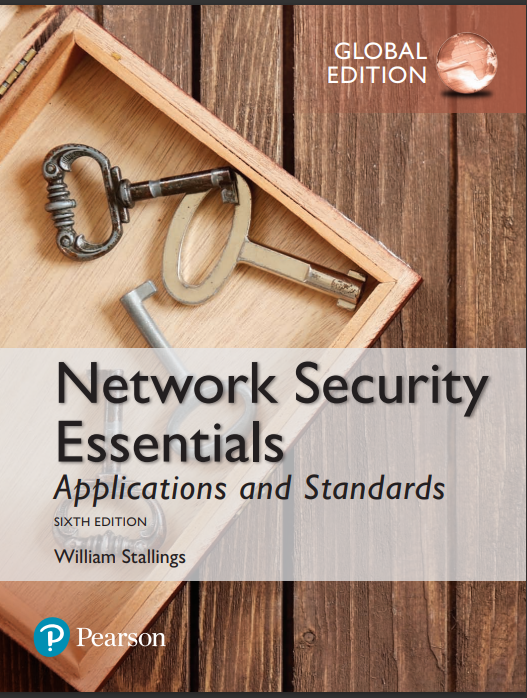 GLOBAL
EDITION
Network Security
Essentials
Applications and Standards
SIXTH EDITION
William Stallings
Pearson